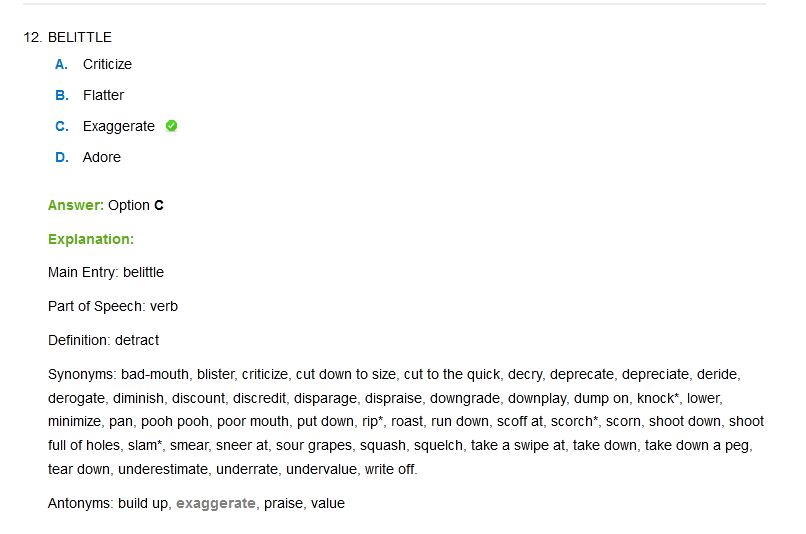 12. BELITTLE
A. Criticize
B. Flatter
C. Exaggerate
D. Adore
Answer: Option C
Explanation:
Main Entry: belittle
Part of Speech: verb
Definition: detract
Synonyms: bad-mouth, blister, criticize, cut down to size, cut to the quick, decry, deprecate, depreciate, deride,
derogate, diminish, discount, discredit, disparage, dispraise, downgrade, downplay, dump on, knock*, lower,
minimize, pan, pooh pooh, poor mouth, put down, rip*, roast, run down, scoff at, scorch*, scorn, shoot down, shoot
full of holes, slam*, smear, sneer at, sour grapes, squash, squelch, take a swipe at, take down, take down a peg,
tear down, underestimate, underrate, undervalue, write off.
Antonyms: build up, exaggerate, praise, value